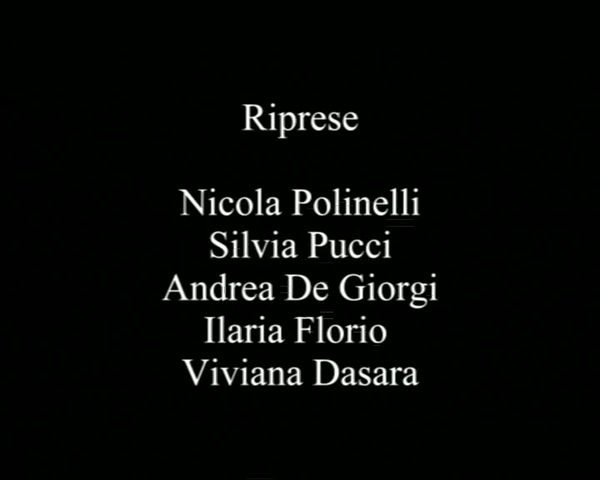 Riprese
Nicola Polinelli
Silvia Pucci
Andrea De Giorgi
Ilaria Florio
Viviana Dasara